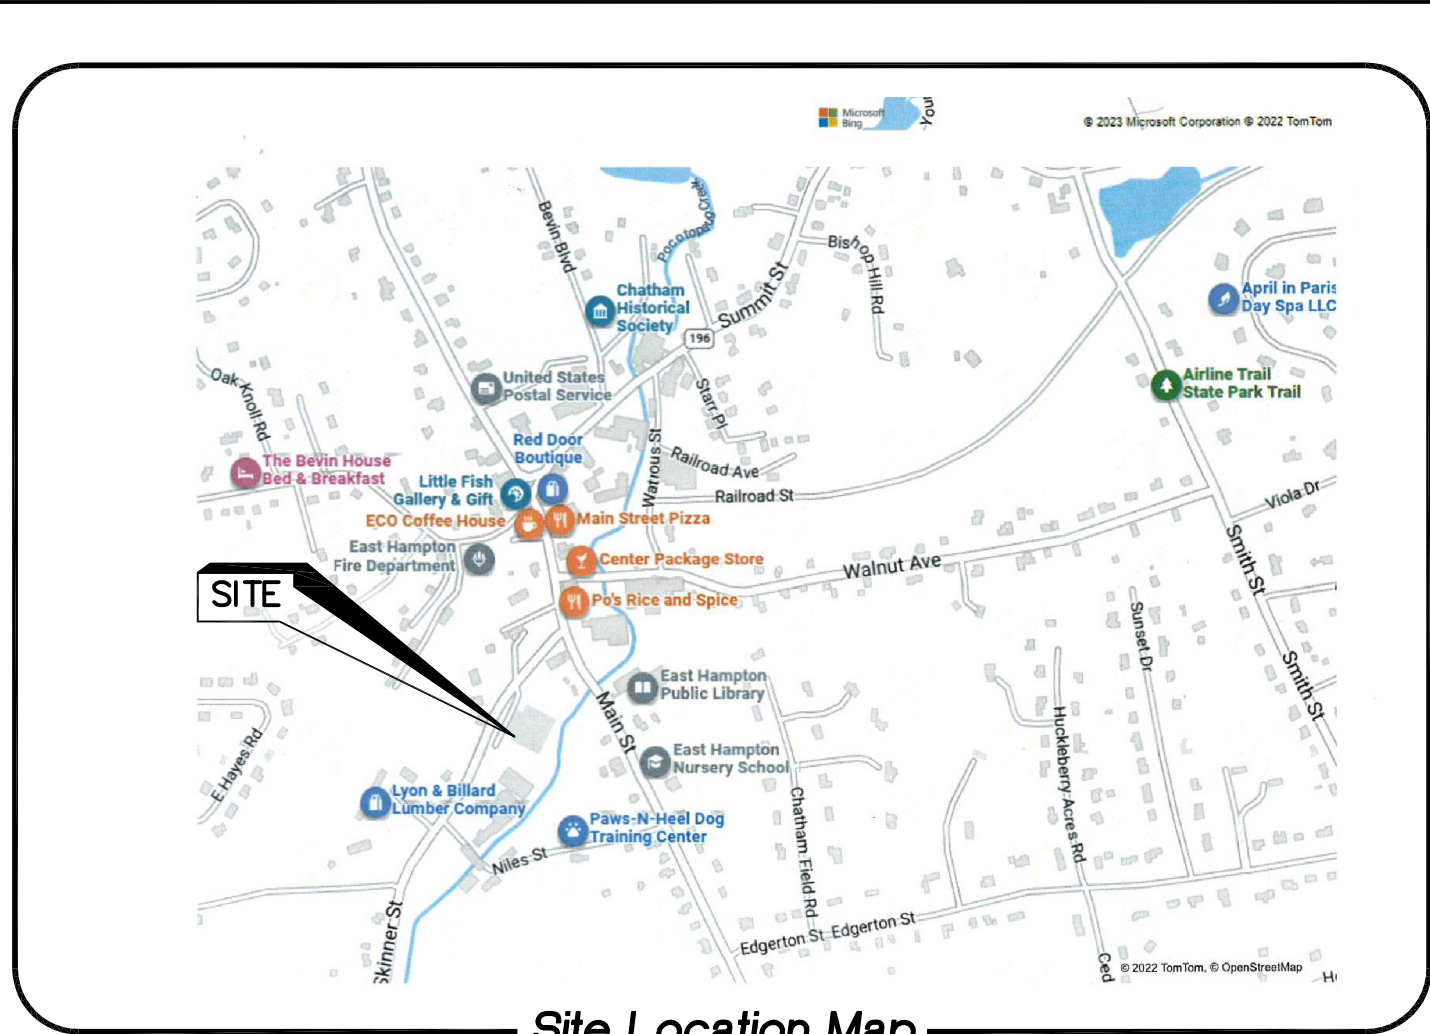 Microsoft
Bing
You
© 2023 Microsoft Corporation © 2022 TomTom
Bevin Blvd
Pocotopaug Creek
Bishop Hill Rd
Summit St
196
Chatham
Historical
Society
April in Paris
Day Spa LLC
Airline Trail
State Park Trail
United States
Postal Service
Oak Knoll Rd
Starr Pl
Red Door
Boutique
The Bevin House
Bed & Breakfast
Little Fish
Gallery & Gift
Watrous St
Railroad Ave
Railroad St
Viola Dr
ECO Coffee House
Main Street Pizza
East Hampton
Fire Department
Center Package Store
Walnut Ave
Smith St
SITE
Po's Rice and Spice
Sunset Dr
Smith St
East Hampton
Public Library
Main St
Huckleberry Acres Rd
E Hayes Rd
East Hampton
Nursery School
Lyon & Billard
Lumber Company
Paws-N-Heel Dog
Training Center
Chatham Field Rd
Niles St
Skinner St
Edgerton St Edgerton St
Ced
© 2022 TomTom, © OpenStreetMap
Site Location Map